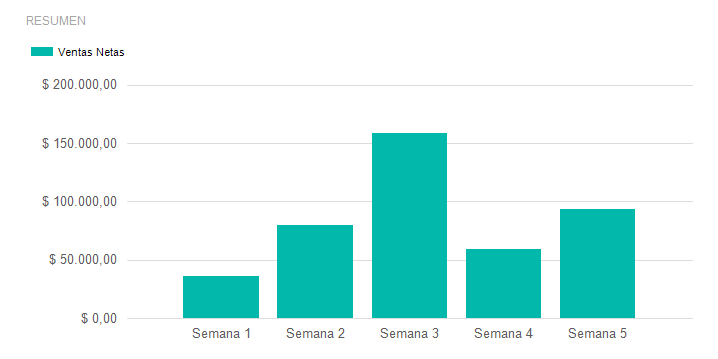 RESUMEN
Ventas Netas
$ 200.000,00
$ 150.000,00
$ 100.000,00
$ 50.000,00
$ 0,00
Semana 1 Semana 2 Semana 3 Semana 4 Semana 5